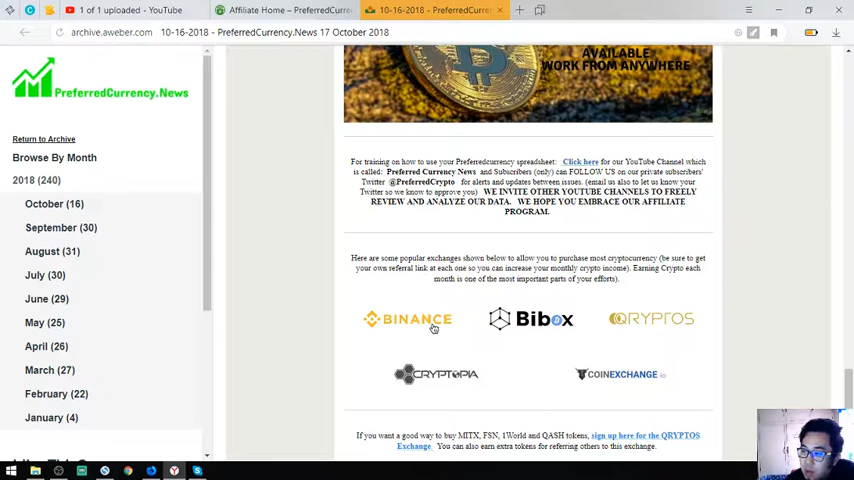 1 of 1 uploaded - YouTube
Affiliate Home – PreferredCurre
10-16-2018 - PreferredCurrency
archive.aweber.com 10-16-2018 - PreferredCurrency.News 17 October 2018
PreferredCurrency.News
Return to Archive
Browse By Month
2018 (240)
October (16)
September (30)
August (31)
July (30)
June (29)
May (25)
April (26)
March (27)
February (22)
January (4)
AVAILABLE
WORK FROM ANYWHERE
For training on how to use your Preferredcurrency spreadsheet: Click here for our YouTube Channel which
is called: Preferred Currency News and Subscribers (only) can FOLLOW US on our private subscribers'
Twitter @PreferredCrypto for alerts and updates between issues. (email us also to let us know your
Twitter so we know to approve you) WE INVITE OTHER YOUTUBE CHANNELS TO FREELY
REVIEW AND ANALYZE OUR DATA. WE HOPE YOU EMBRACE OUR AFFILIATE
PROGRAM.
Here are some popular exchanges shown below to allow you to purchase most cryptocurrency (be sure to get
your own referral link at each one so you can increase your monthly crypto income). Earning Crypto each
month is one of the most important parts of your efforts).
BINANCE
Bibox
QRYPTOS
CRYPTOPIA
COINEXCHANGE.io
If you want a good way to buy MITX, FSN, 1World and QASH tokens, sign up here for the QRYPTOS
Exchange. You can also earn extra tokens for referring others to this exchange.